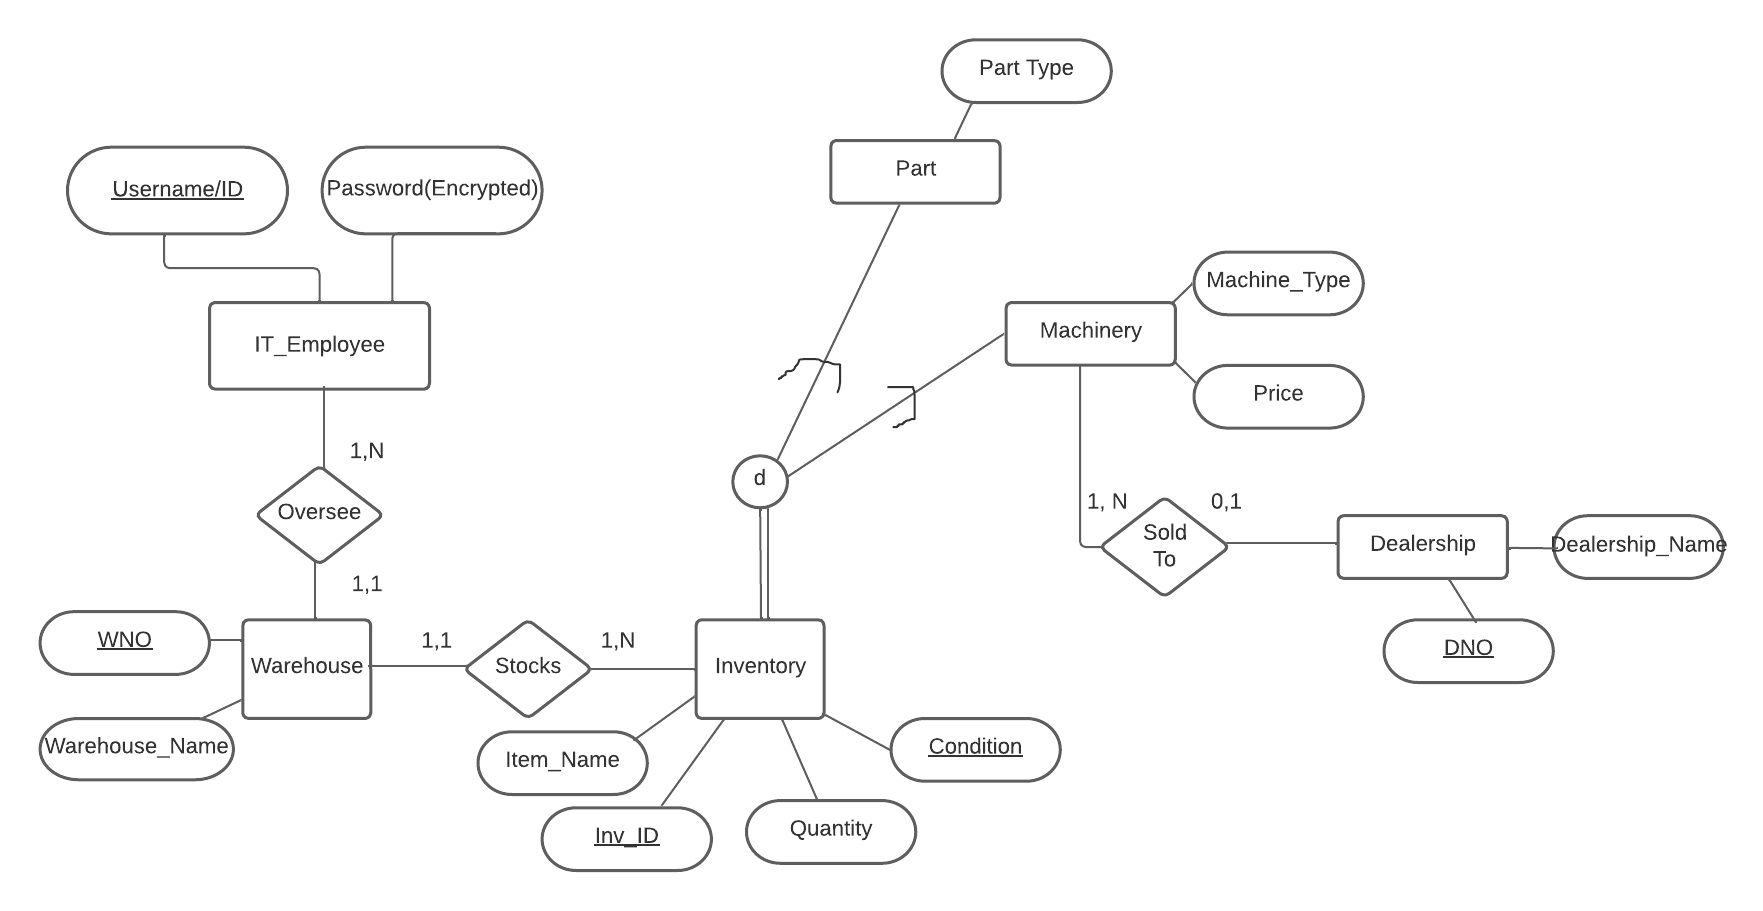 Part Type
Part
Username/ID
Password(Encrypted)
Machine_Type
Machinery
IT_Employee
Price
1,N
d
Oversee
1, N
0,1
Sold
To
Dealership
Dealership_Name
1,1
WNO
1,1
1,N
DNO
Warehouse
Stocks
Inventory
Warehouse_Name
Item_Name
Condition
Inv_ID
Quantity